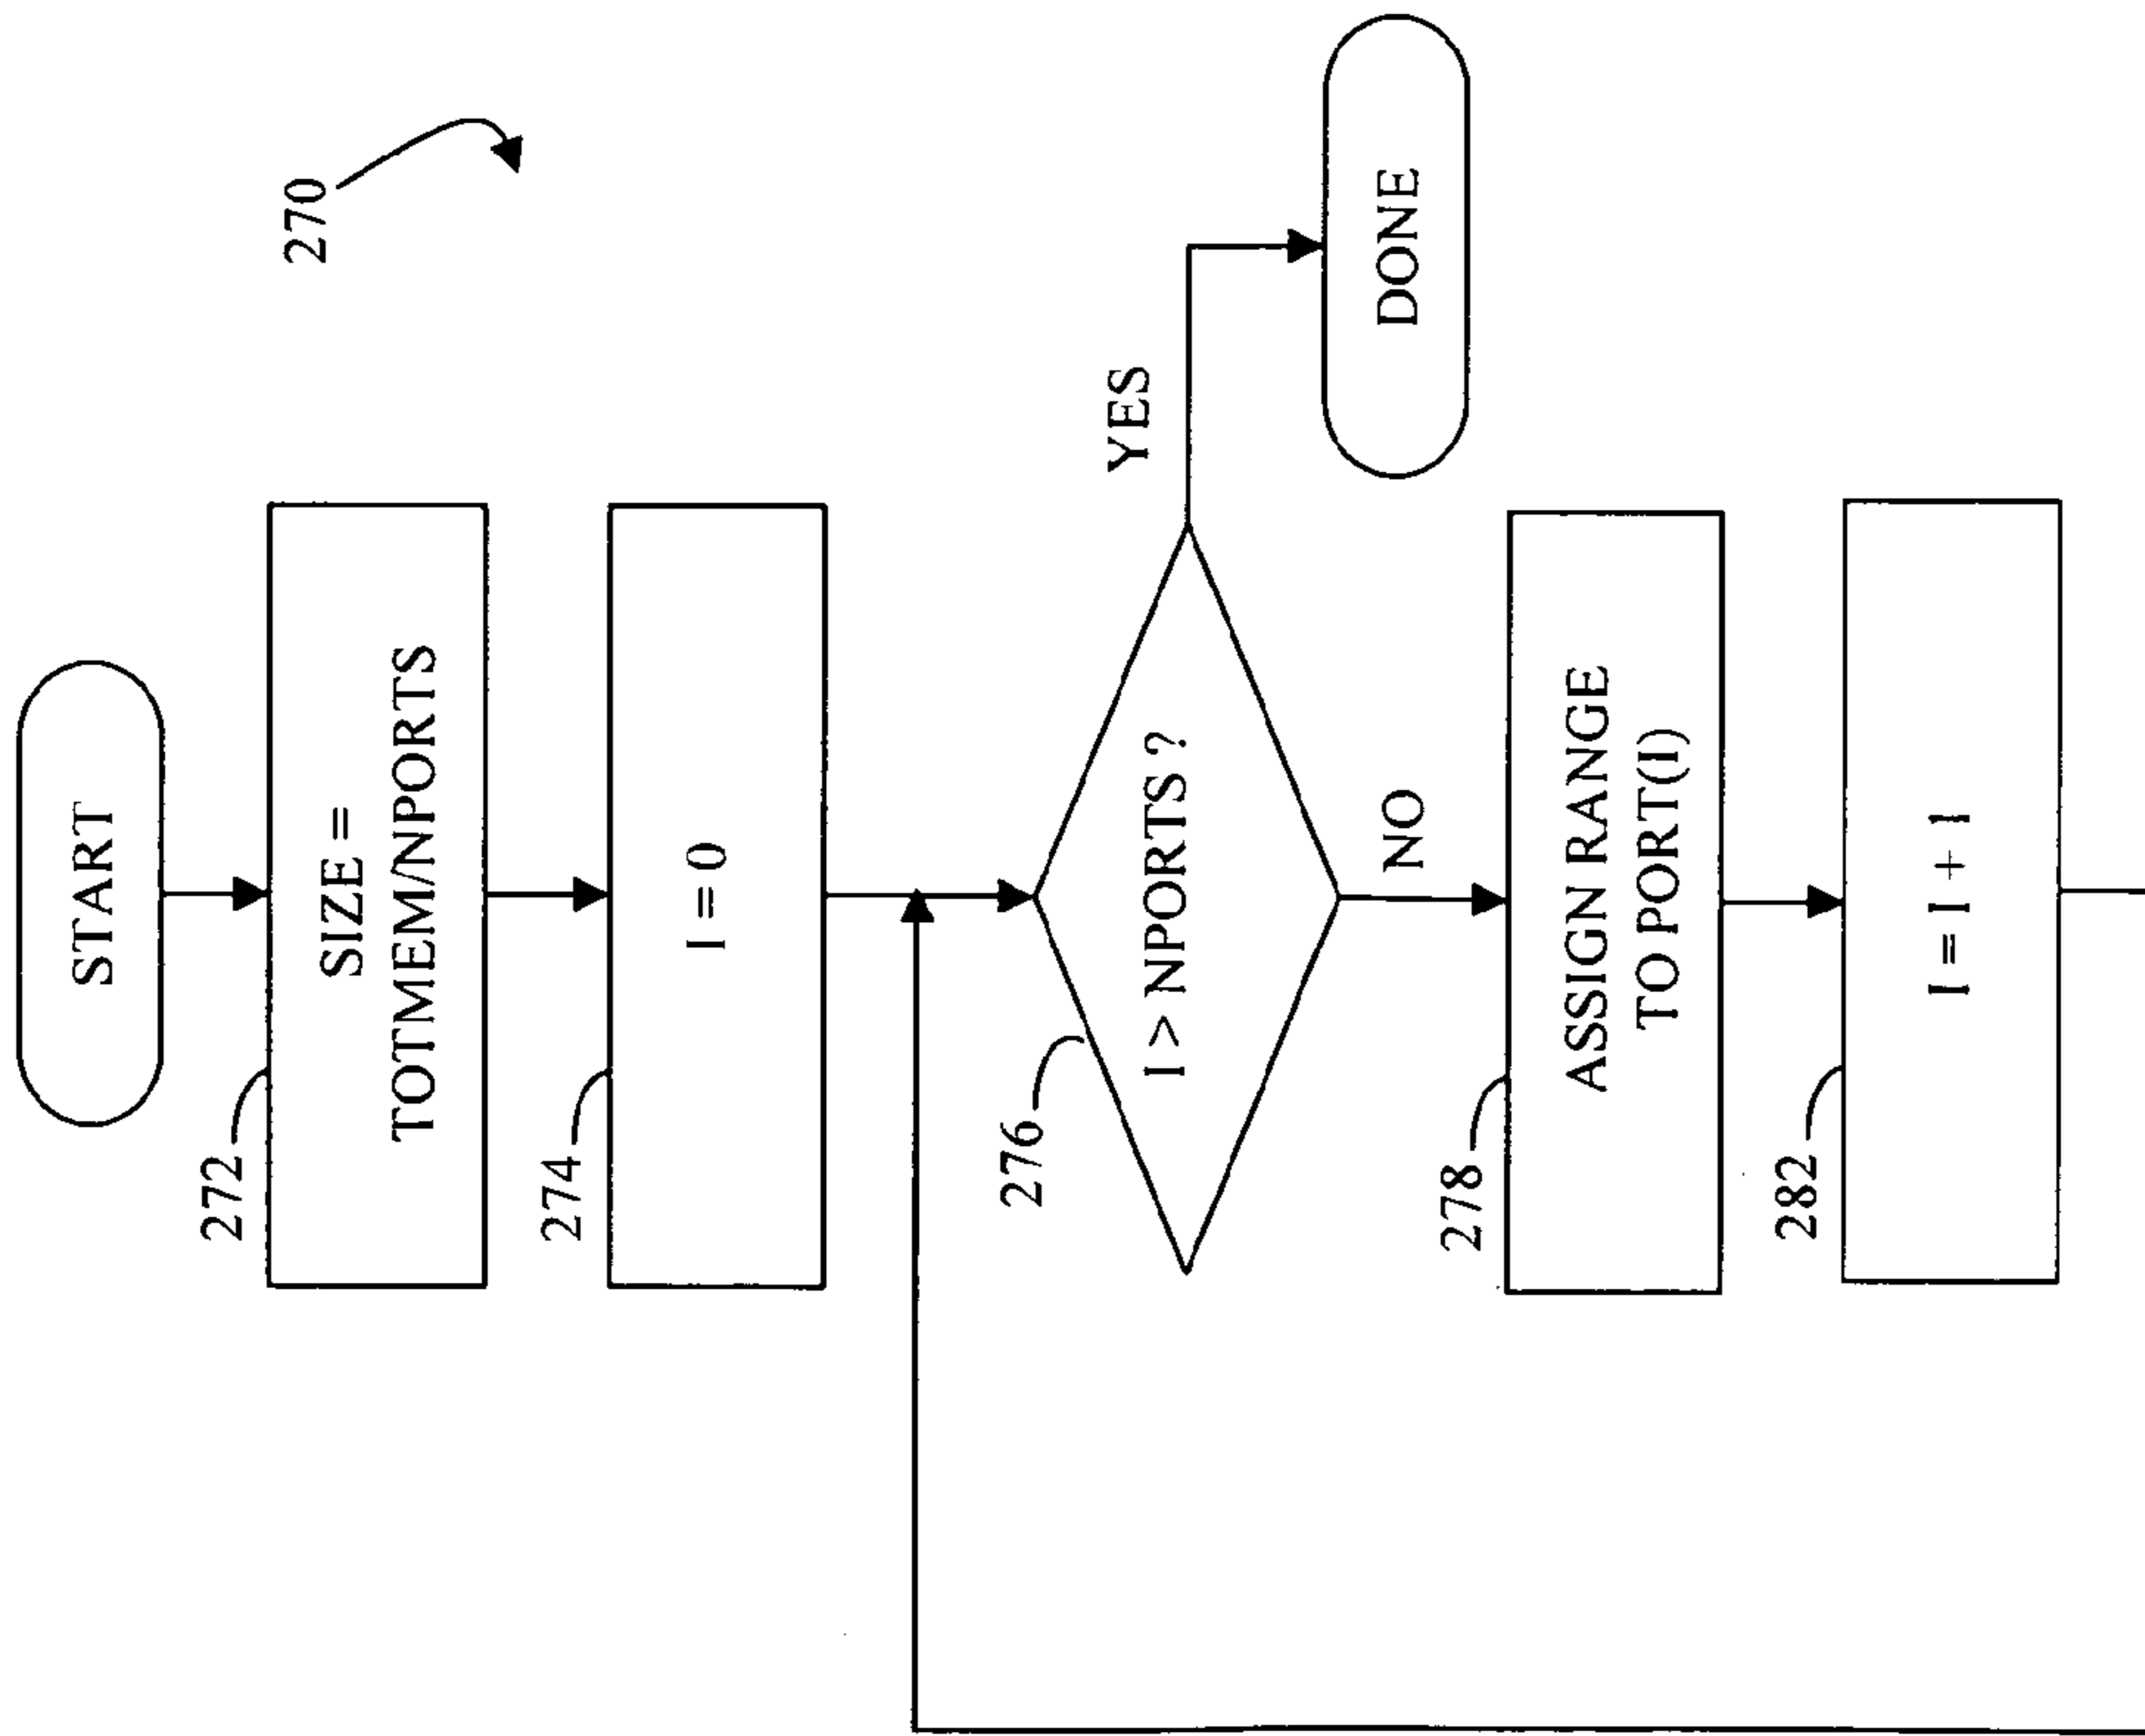 START
270
272
SIZE =
TOTMEM/NPORTS
274
I = 0
276
I > NPORTS ?
YES
DONE
NO
278
ASSIGN RANGE
TO PORT(I)
282
I = I + 1